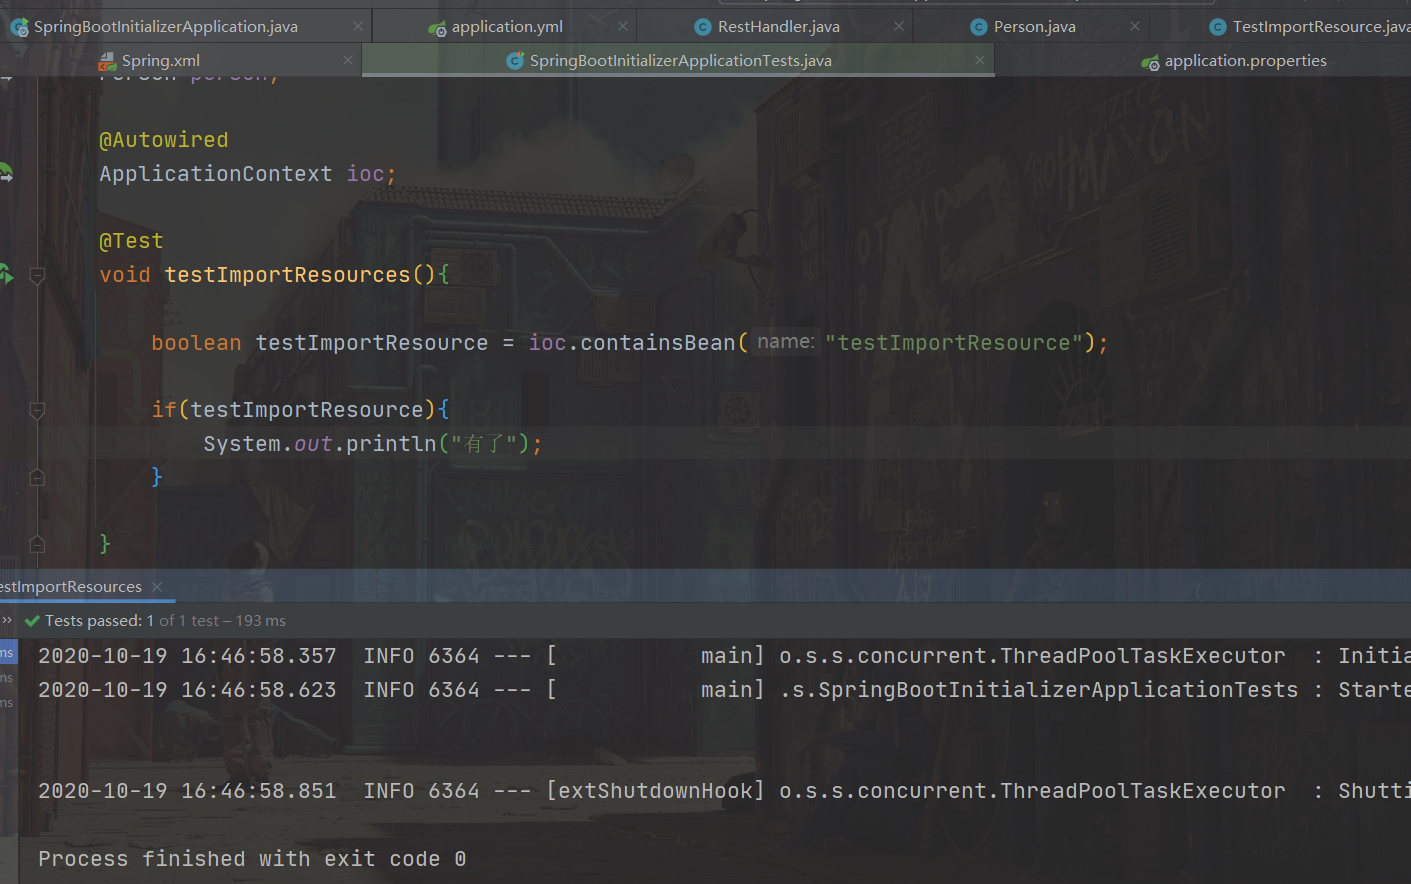 SpringBootInitializerApplication.java application.yml RestHandler.java Person.java TestImportResource.java
Spring.xml SpringBootInitializerApplicationTests.java application.properties
person;
@Autowired
ApplicationContext ioc;
@Test
void testImportResources(){
boolean testImportResource = ioc.containsBean( name: "testImportResource");
if(testImportResource){
System.out.println("有了");
}
}
estImportResources
» Tests passed: 1 of 1 test – 193 ms
ms 2020-10-19 16:46:58.357 INFO 6364 --- [ main] o.s.s.concurrent.ThreadPoolTaskExecutor : Initia
ms
2020-10-19 16:46:58.623 INFO 6364 --- [ main] .s.SpringBootInitializerApplicationTests : Starte
ms
2020-10-19 16:46:58.851 INFO 6364 --- [extShutdownHook] o.s.s.concurrent.ThreadPoolTaskExecutor : Shutti
Process finished with exit code 0